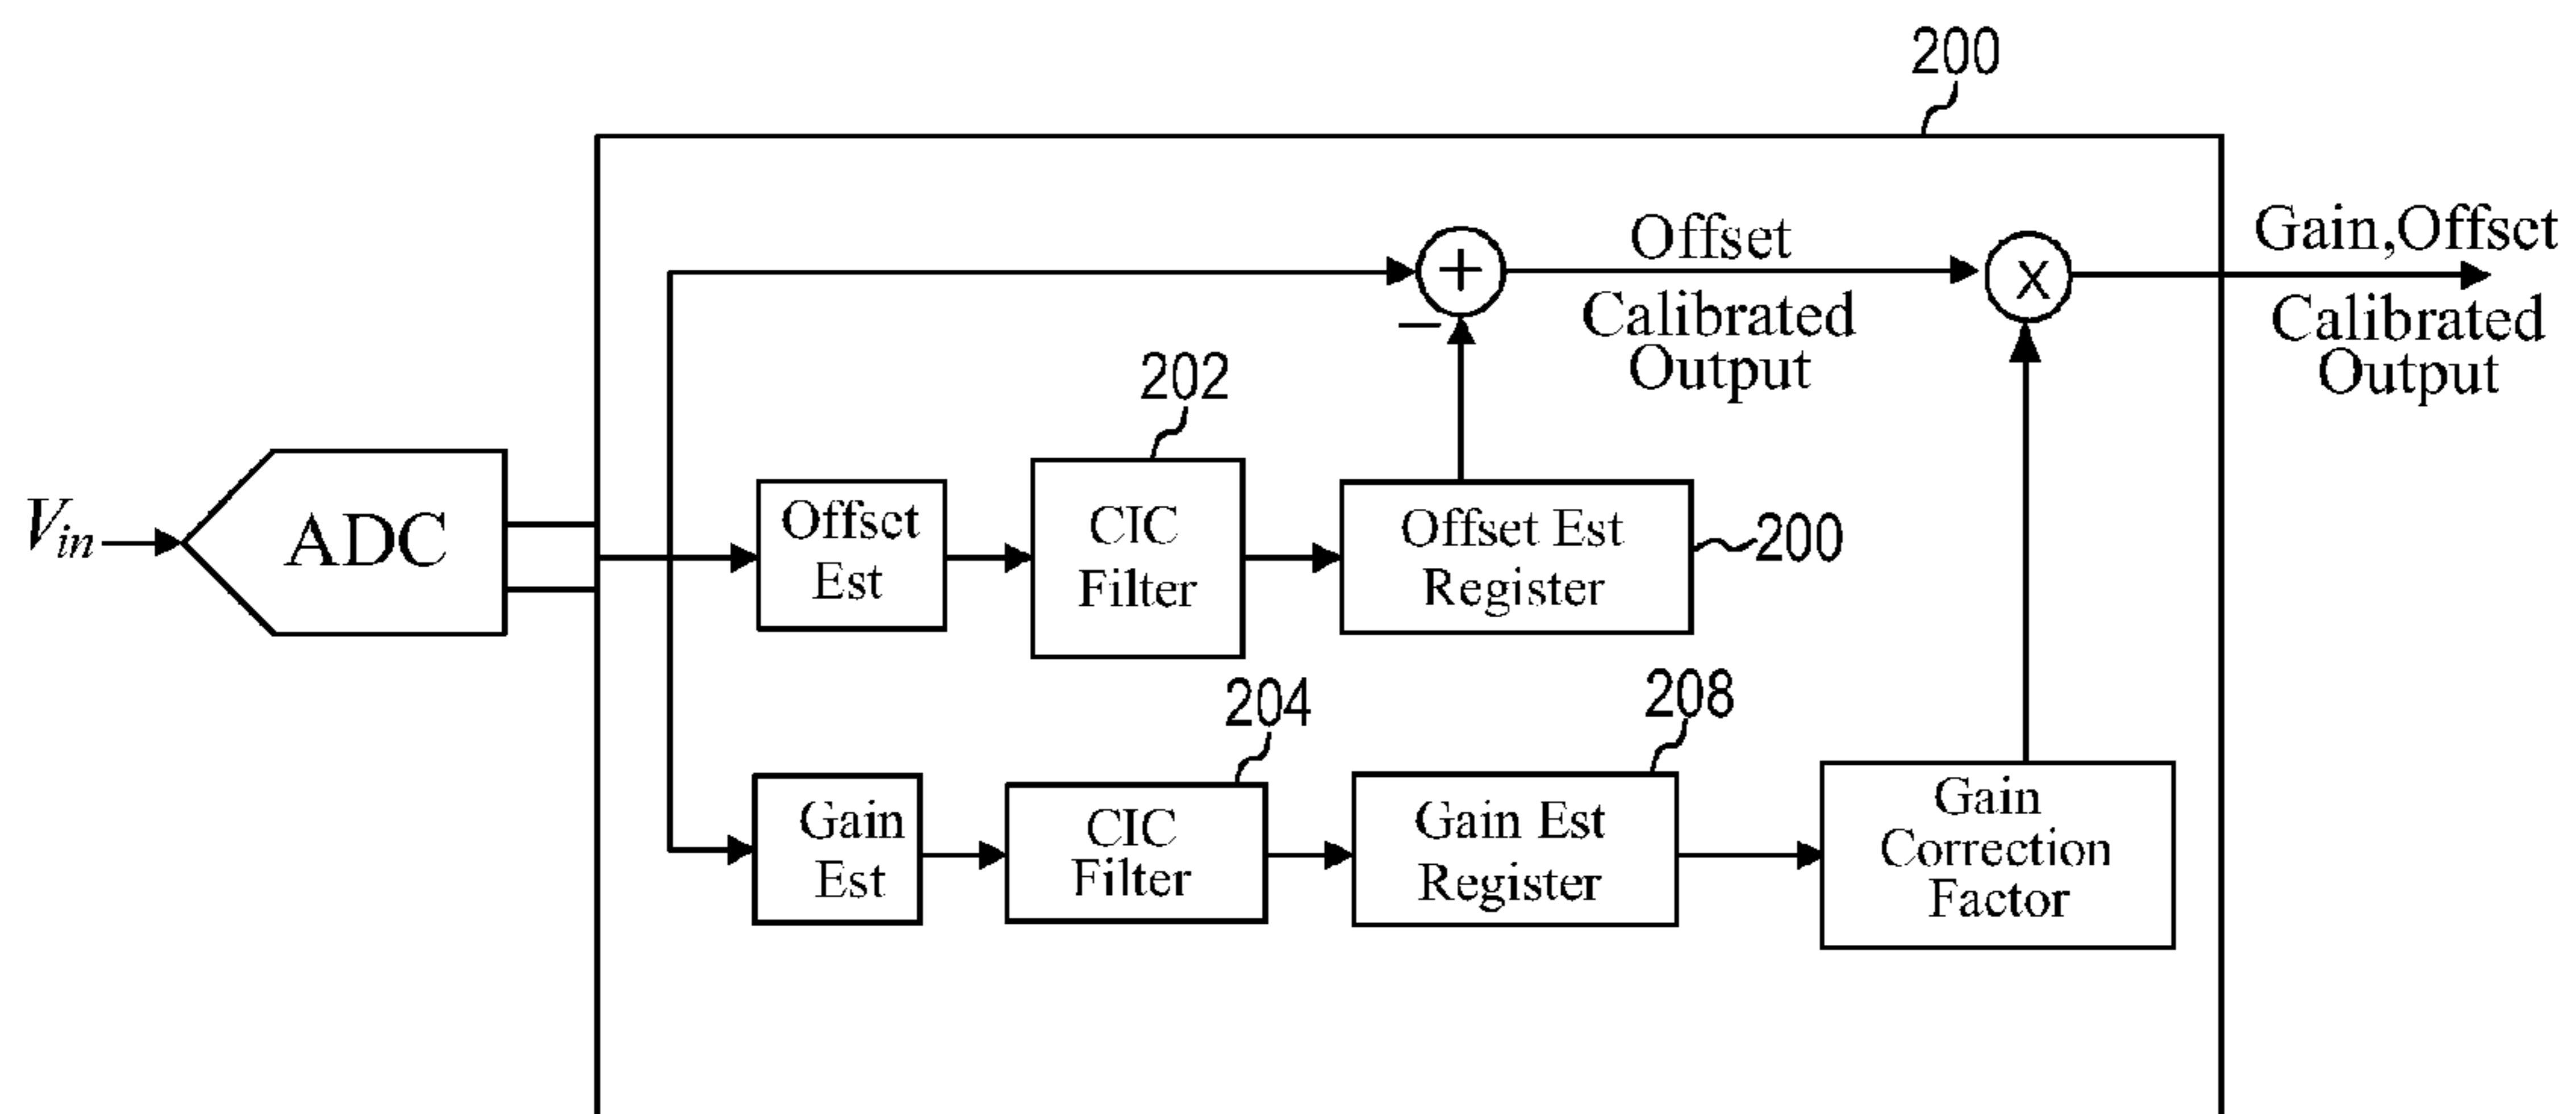 200
Gain,Offsct
Calibrated
Output
Offset
Calibrated
Output
+
−
X
202
V_in
ADC
Offsct
Est
CIC
Filter
Offset Est
Register
200
204
208
Gain
Est
CIC
Filter
Gain Est
Register
Gain
Correction
Factor